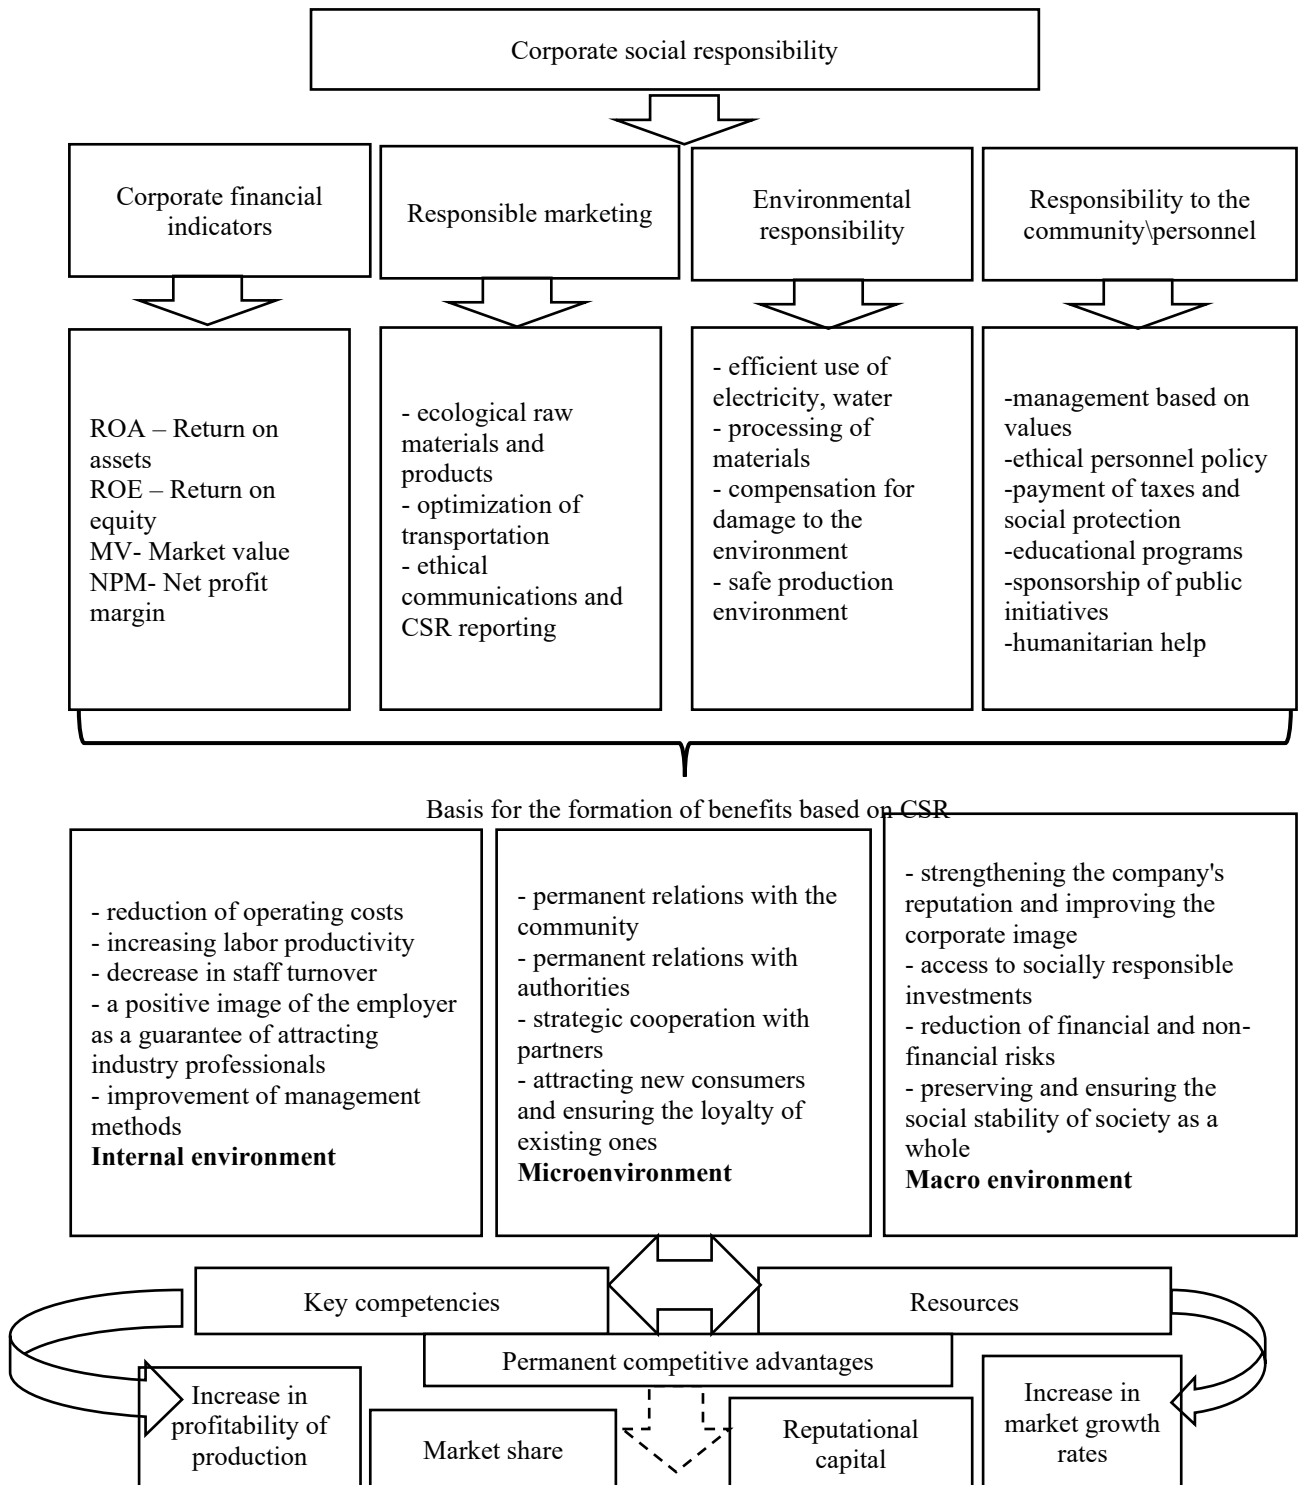 Corporate social responsibility
Corporate financial
indicators
Responsible marketing
Environmental
responsibility
Responsibility to the
community\personnel
ROA – Return on
assets
ROE – Return on
equity
MV- Market value
NPM- Net profit
margin
- ecological raw
materials and
products
- optimization of
transportation
- ethical
communications and
CSR reporting
- efficient use of
electricity, water
- processing of
materials
- compensation for
damage to the
environment
- safe production
environment
-management based on
values
-ethical personnel policy
-payment of taxes and
social protection
-educational programs
-sponsorship of public
initiatives
-humanitarian help
Basis for the formation of benefits based on CSR
- reduction of operating costs
- increasing labor productivity
- decrease in staff turnover
- a positive image of the employer
as a guarantee of attracting
industry professionals
- improvement of management
methods
Internal environment
- permanent relations with the
community
- permanent relations with
authorities
- strategic cooperation with
partners
- attracting new consumers
and ensuring the loyalty of
existing ones
Microenvironment
- strengthening the company's
reputation and improving the
corporate image
- access to socially responsible
investments
- reduction of financial and non-
financial risks
- preserving and ensuring the
social stability of society as a
whole
Macro environment
Key competencies
Resources
Permanent competitive advantages
Increase in
profitability of
production
Market share
Reputational
capital
Increase in
market growth
rates